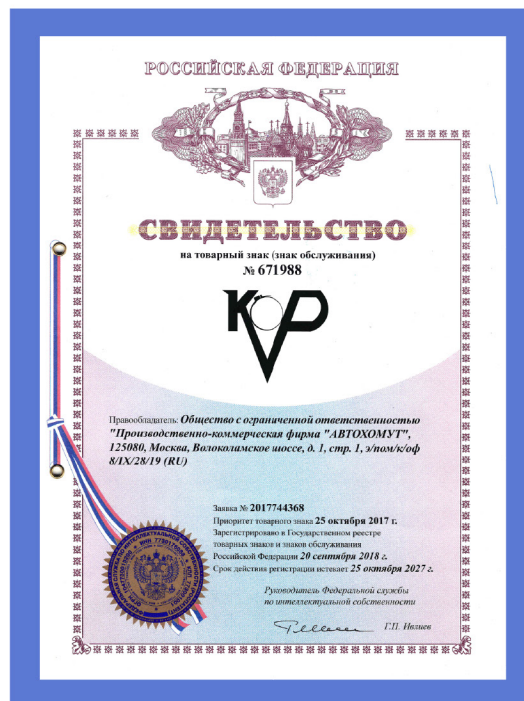 РОССИЙСКАЯ ФЕДЕРАЦИЯ
СВИДЕТЕЛЬСТВО
на товарный знак (знак обслуживания)
№ 671988
KVP
Правообладатель: Общество с ограниченной ответственностью
"Производственно-коммерческая фирма "АВТОХОМУТ",
125080, Москва, Волоколамское шоссе, д. 1, стр. 1, э/пом/к/оф
8/IX/28/19 (RU)
Заявка № 2017744368
Приоритет товарного знака 25 октября 2017 г.
Зарегистрировано в Государственном реестре
товарных знаков и знаков обслуживания
Российской Федерации 20 сентября 2018 г.
Срок действия регистрации истекает 25 октября 2027 г.
Руководитель Федеральной службы
по интеллектуальной собственности
Г.П. Ивлиев